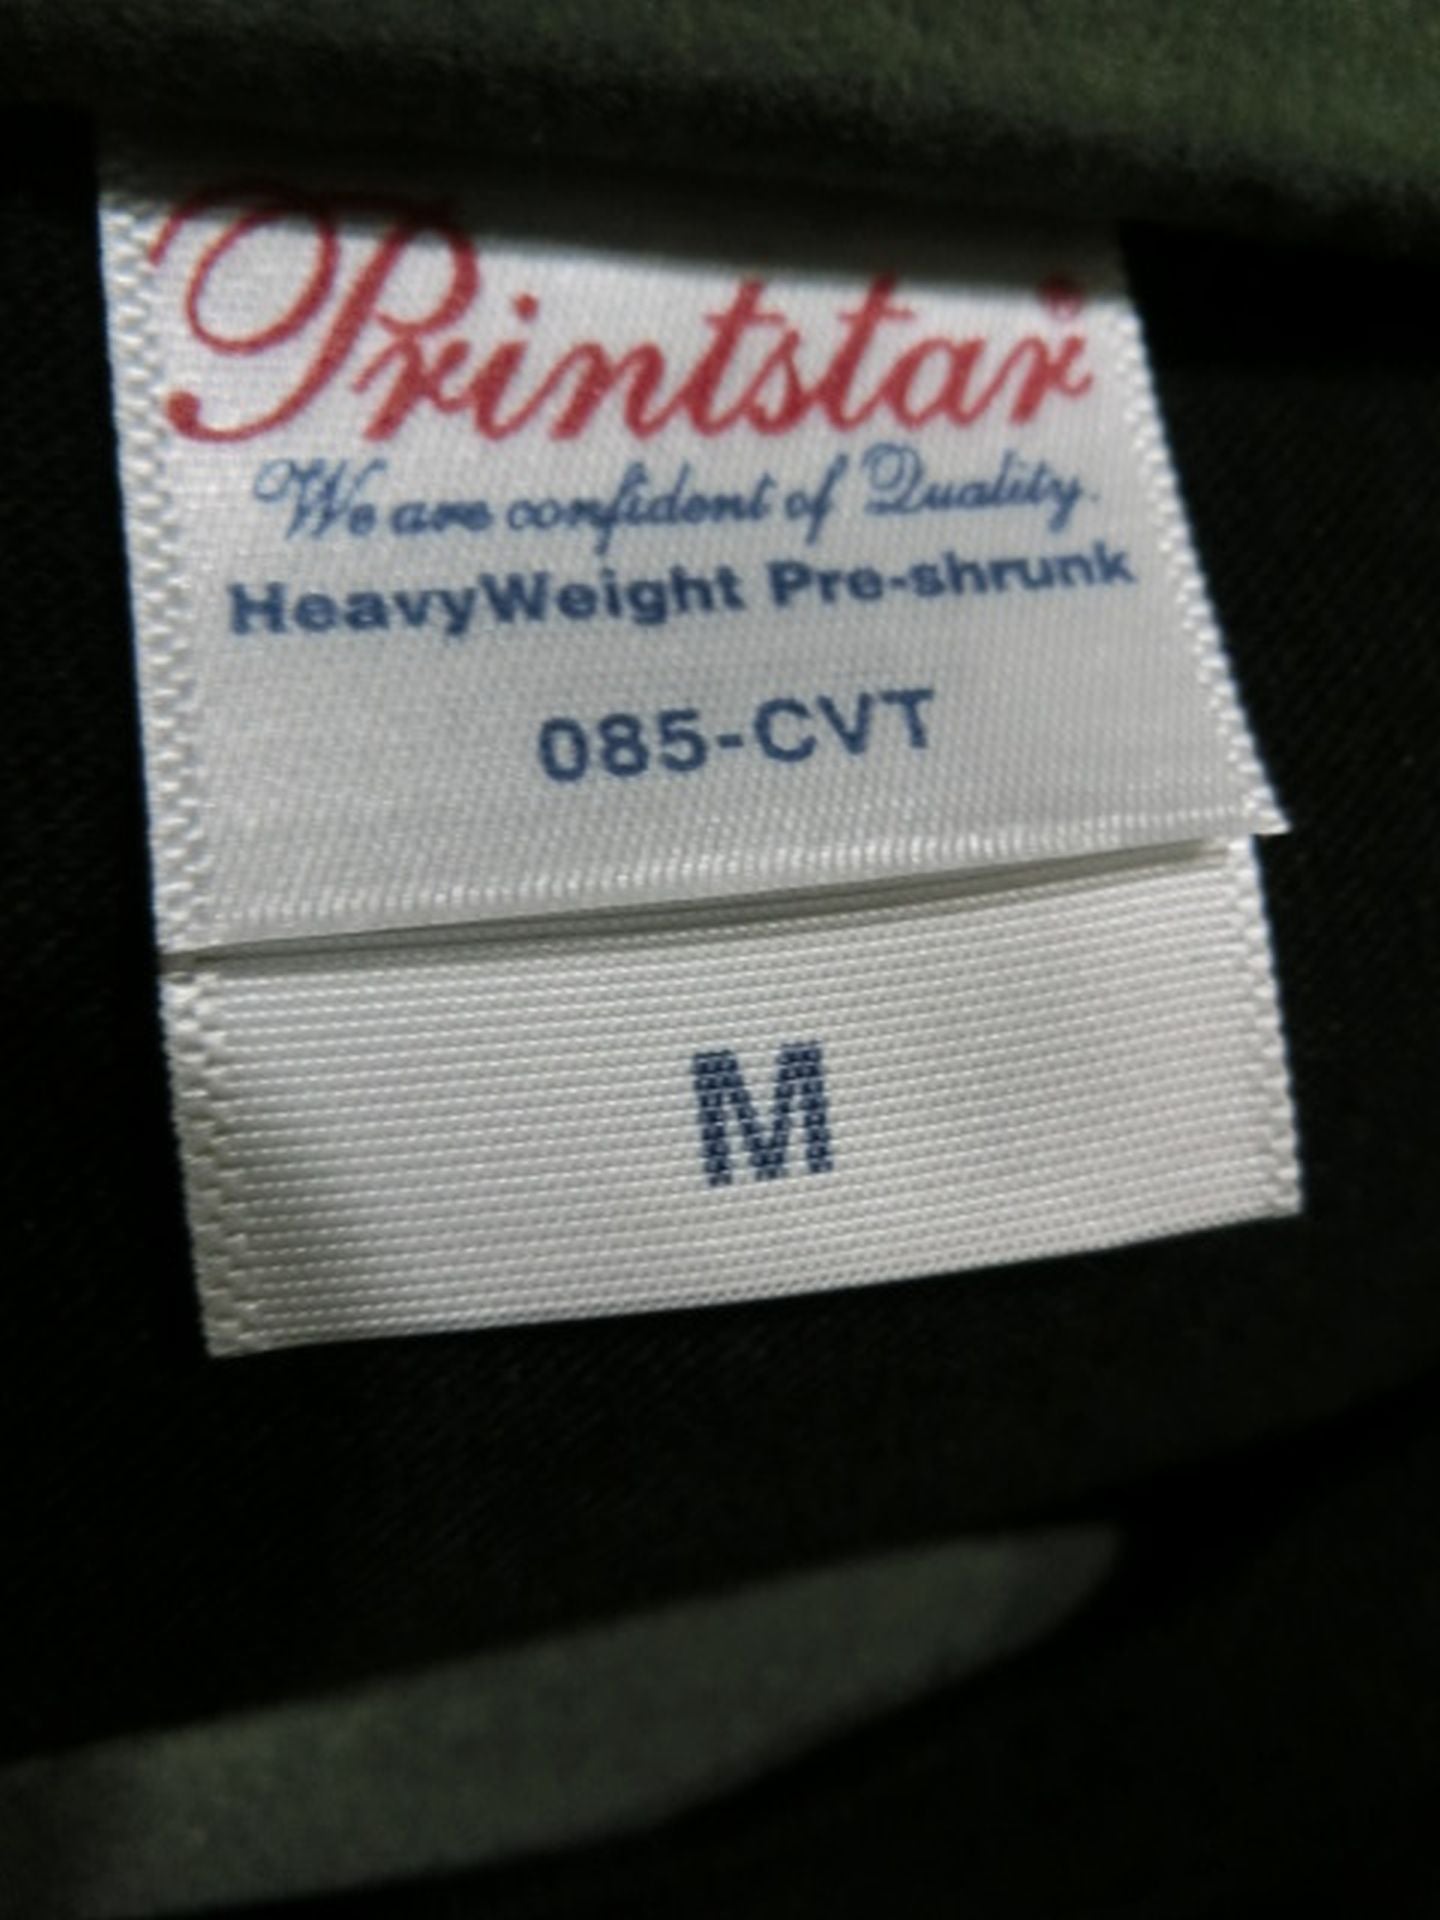 Printstar®
We are confident of Quality.
HeavyWeight Pre-shrunk
085-CVT
M